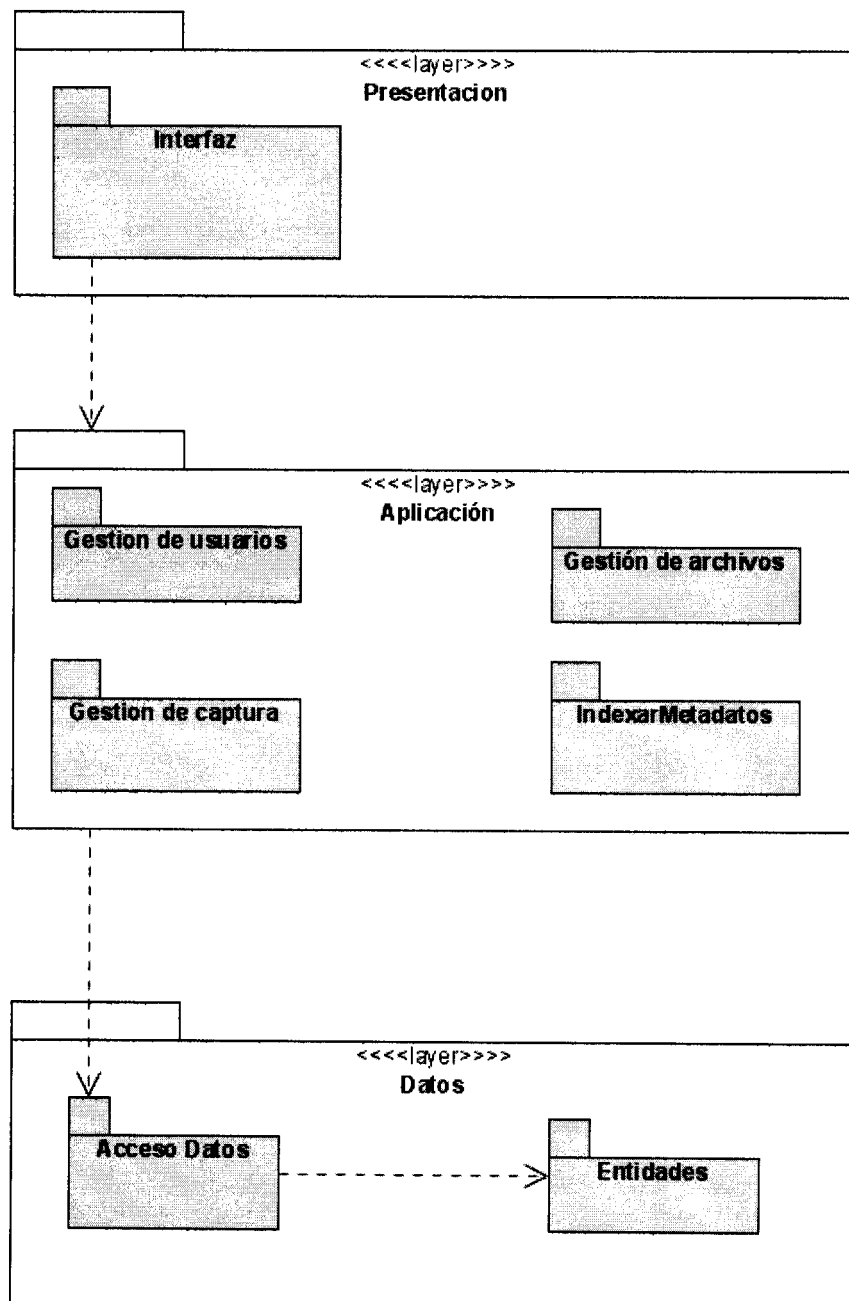 <<<<layer>>>>
Presentacion
Interfaz
<<<<layer>>>>
Aplicación
Gestion de usuarios
Gestión de archivos
Gestion de captura
IndexarMetadatos
<<<<layer>>>>
Datos
Acceso Datos
Entidades